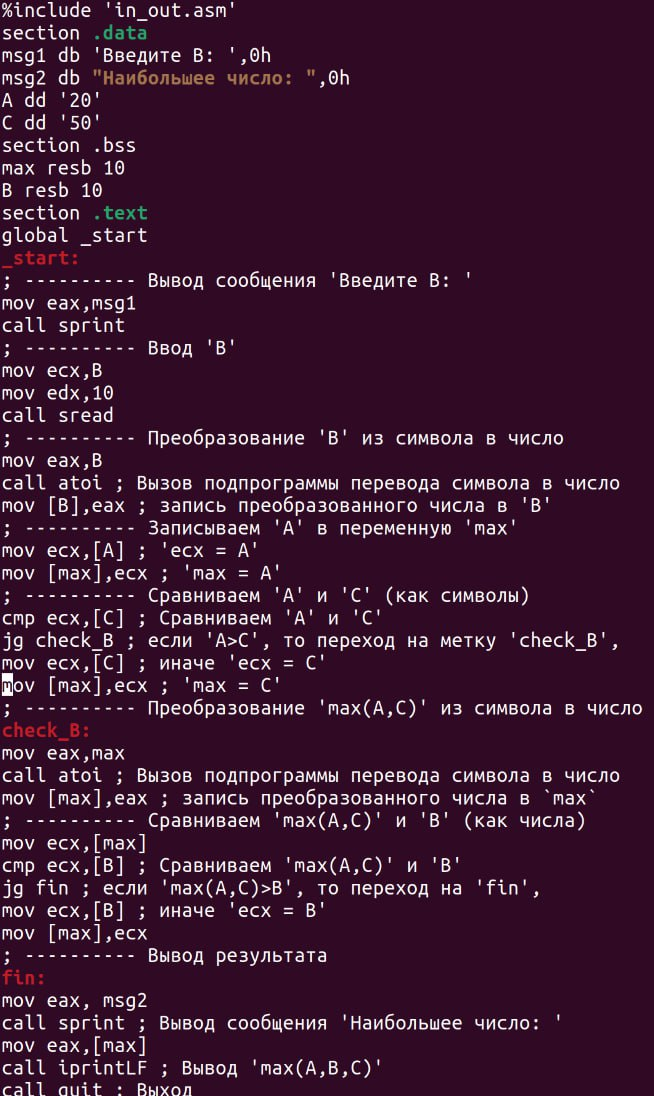 %include 'in_out.asm'
section .data
msg1 db 'Введите B: ',0h
msg2 db "Наибольшее число: ",0h
A dd '20'
C dd '50'
section .bss
max resb 10
B resb 10
section .text
global _start
_start:
; ---------- Вывод сообщения 'Введите B: '
mov eax,msg1
call sprint
; ---------- Ввод 'B'
mov ecx,B
mov edx,10
call sread
; ---------- Преобразование 'B' из символа в число
mov eax,B
call atoi ; Вызов подпрограммы перевода символа в число
mov [B],eax ; запись преобразованного числа в 'B'
; ---------- Записываем 'A' в переменную 'max'
mov ecx,[A] ; 'ecx = A'
mov [max],ecx ; 'max = A'
; ---------- Сравниваем 'A' и 'C' (как символы)
cmp ecx,[C] ; Сравниваем 'A' и 'C'
jg check_B ; если 'A>C', то переход на метку 'check_B',
mov ecx,[C] ; иначе 'ecx = C'
mov [max],ecx ; 'max = C'
; ---------- Преобразование 'max(A,C)' из символа в число
check_B:
mov eax,max
call atoi ; Вызов подпрограммы перевода символа в число
mov [max],eax ; запись преобразованного числа в `max`
; ---------- Сравниваем 'max(A,C)' и 'B' (как числа)
mov ecx,[max]
cmp ecx,[B] ; Сравниваем 'max(A,C)' и 'B'
jg fin ; если 'max(A,C)>B', то переход на 'fin',
mov ecx,[B] ; иначе 'ecx = B'
mov [max],ecx
; ---------- Вывод результата
fin:
mov eax, msg2
call sprint ; Вывод сообщения 'Наибольшее число: '
mov eax,[max]
call iprintLF ; Вывод 'max(A,B,C)'
call quit ; Выход